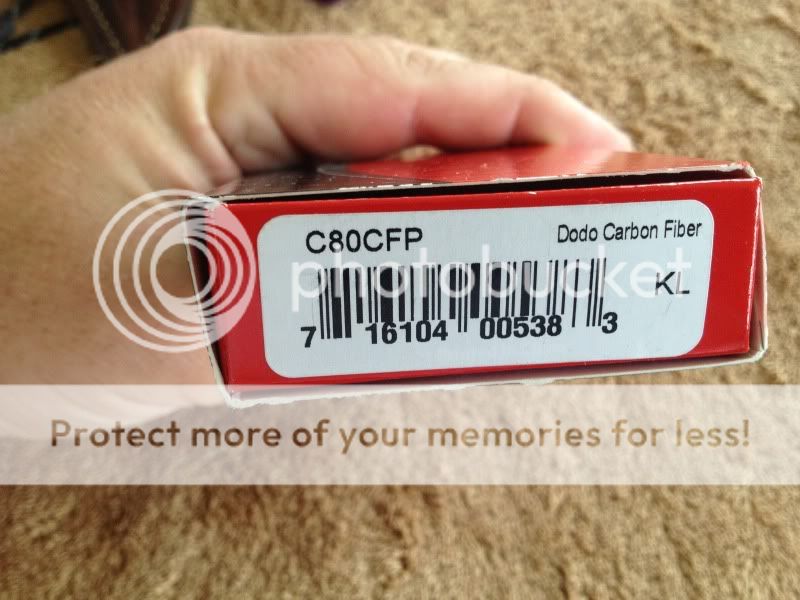 C80CFP Dodo Carbon Fiber
KL
7 16104 00538 3
photobucket
Protect more of your memories for less!